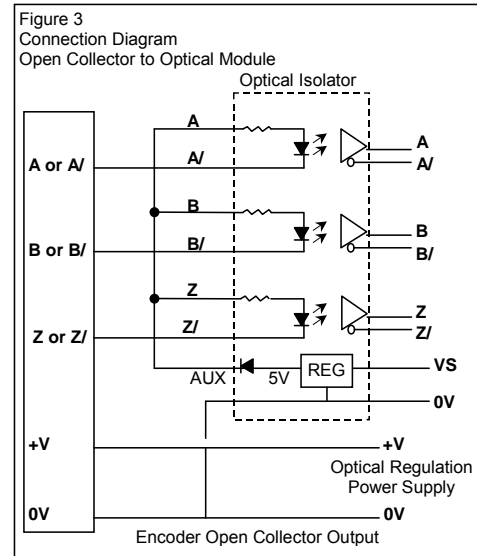 Figure 3
Connection Diagram
Open Collector to Optical Module
Optical Isolator
A
A
A or A/
A/
A/
B
B
B or B/
B/
B/
Z
Z
Z or Z/
Z/
Z/
AUX
5V
REG
VS
0V
+V
+V
Optical Regulation
Power Supply
0V
0V
Encoder Open Collector Output